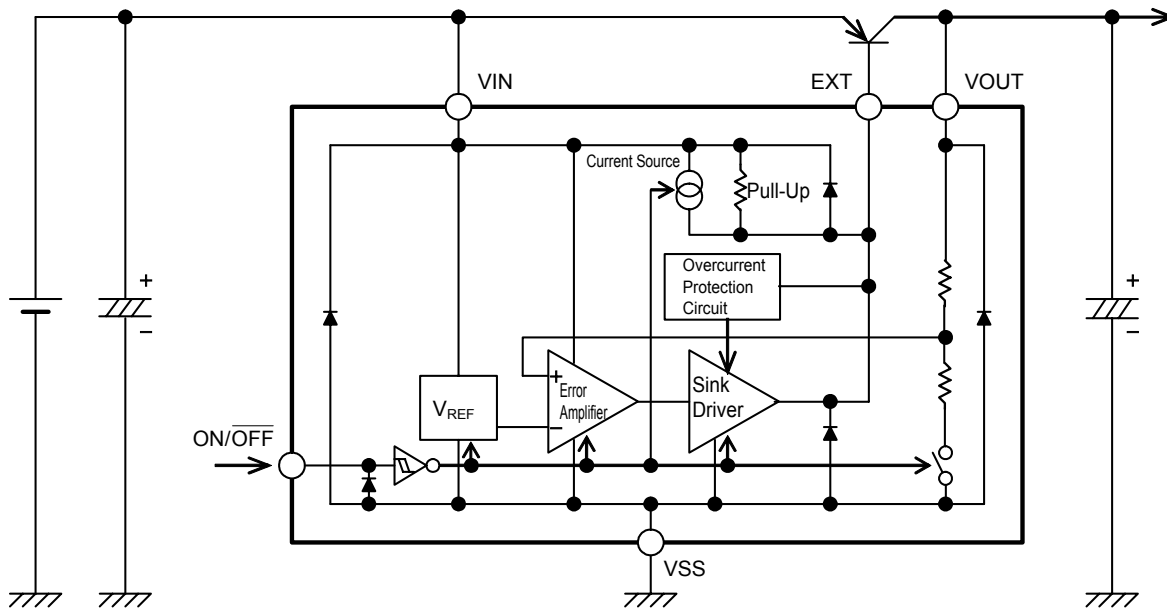 VIN
EXT
VOUT
Current Source
Pull-Up
Overcurrent
Protection
Circuit
+
−
+
−
+
−
Error
Amplifier
Sink
Driver
VREF
ON/OFF
VSS